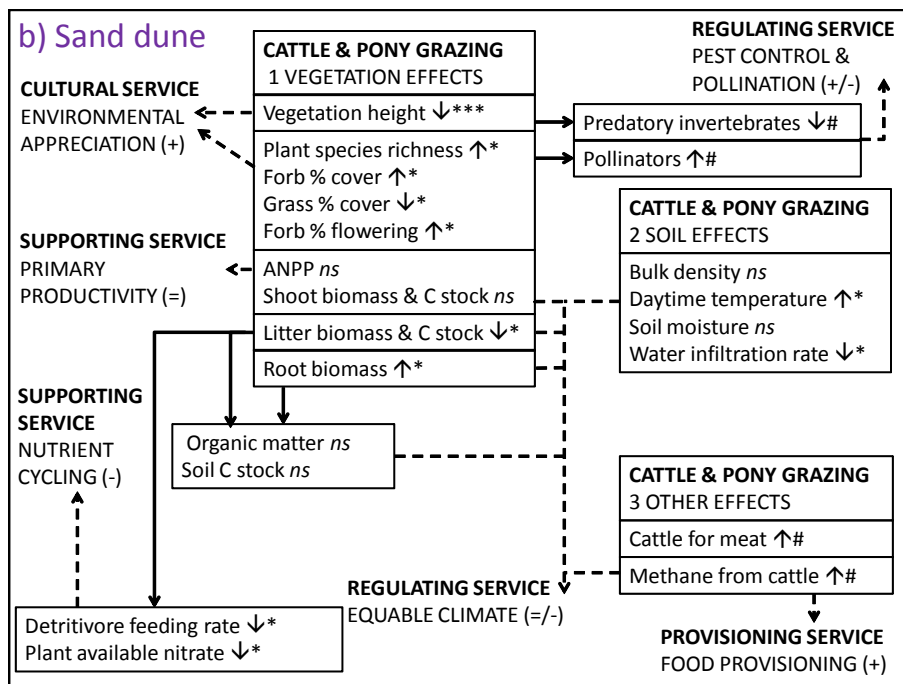 b) Sand dune
CATTLE & PONY GRAZING
1 VEGETATION EFFECTS
Vegetation height ↓***
Plant species richness ↑*
Forb % cover ↑*
Grass % cover ↓*
Forb % flowering ↑*
ANPP ns
Shoot biomass & C stock ns
Litter biomass & C stock ↓*
Root biomass ↑*
CULTURAL SERVICE
ENVIRONMENTAL
APPRECIATION (+)
SUPPORTING SERVICE
PRIMARY
PRODUCTIVITY (=)
SUPPORTING
SERVICE
NUTRIENT
CYCLING (-)
Organic matter ns
Soil C stock ns
Detritivore feeding rate ↓*
Plant available nitrate ↓*
REGULATING SERVICE
PEST CONTROL &
POLLINATION (+/-)
Predatory invertebrates ↓#
Pollinators ↑#
CATTLE & PONY GRAZING
2 SOIL EFFECTS
Bulk density ns
Daytime temperature ↑*
Soil moisture ns
Water infiltration rate ↓*
CATTLE & PONY GRAZING
3 OTHER EFFECTS
Cattle for meat ↑#
Methane from cattle ↑#
REGULATING SERVICE
EQUABLE CLIMATE (=/-)
PROVISIONING SERVICE
FOOD PROVISIONING (+)